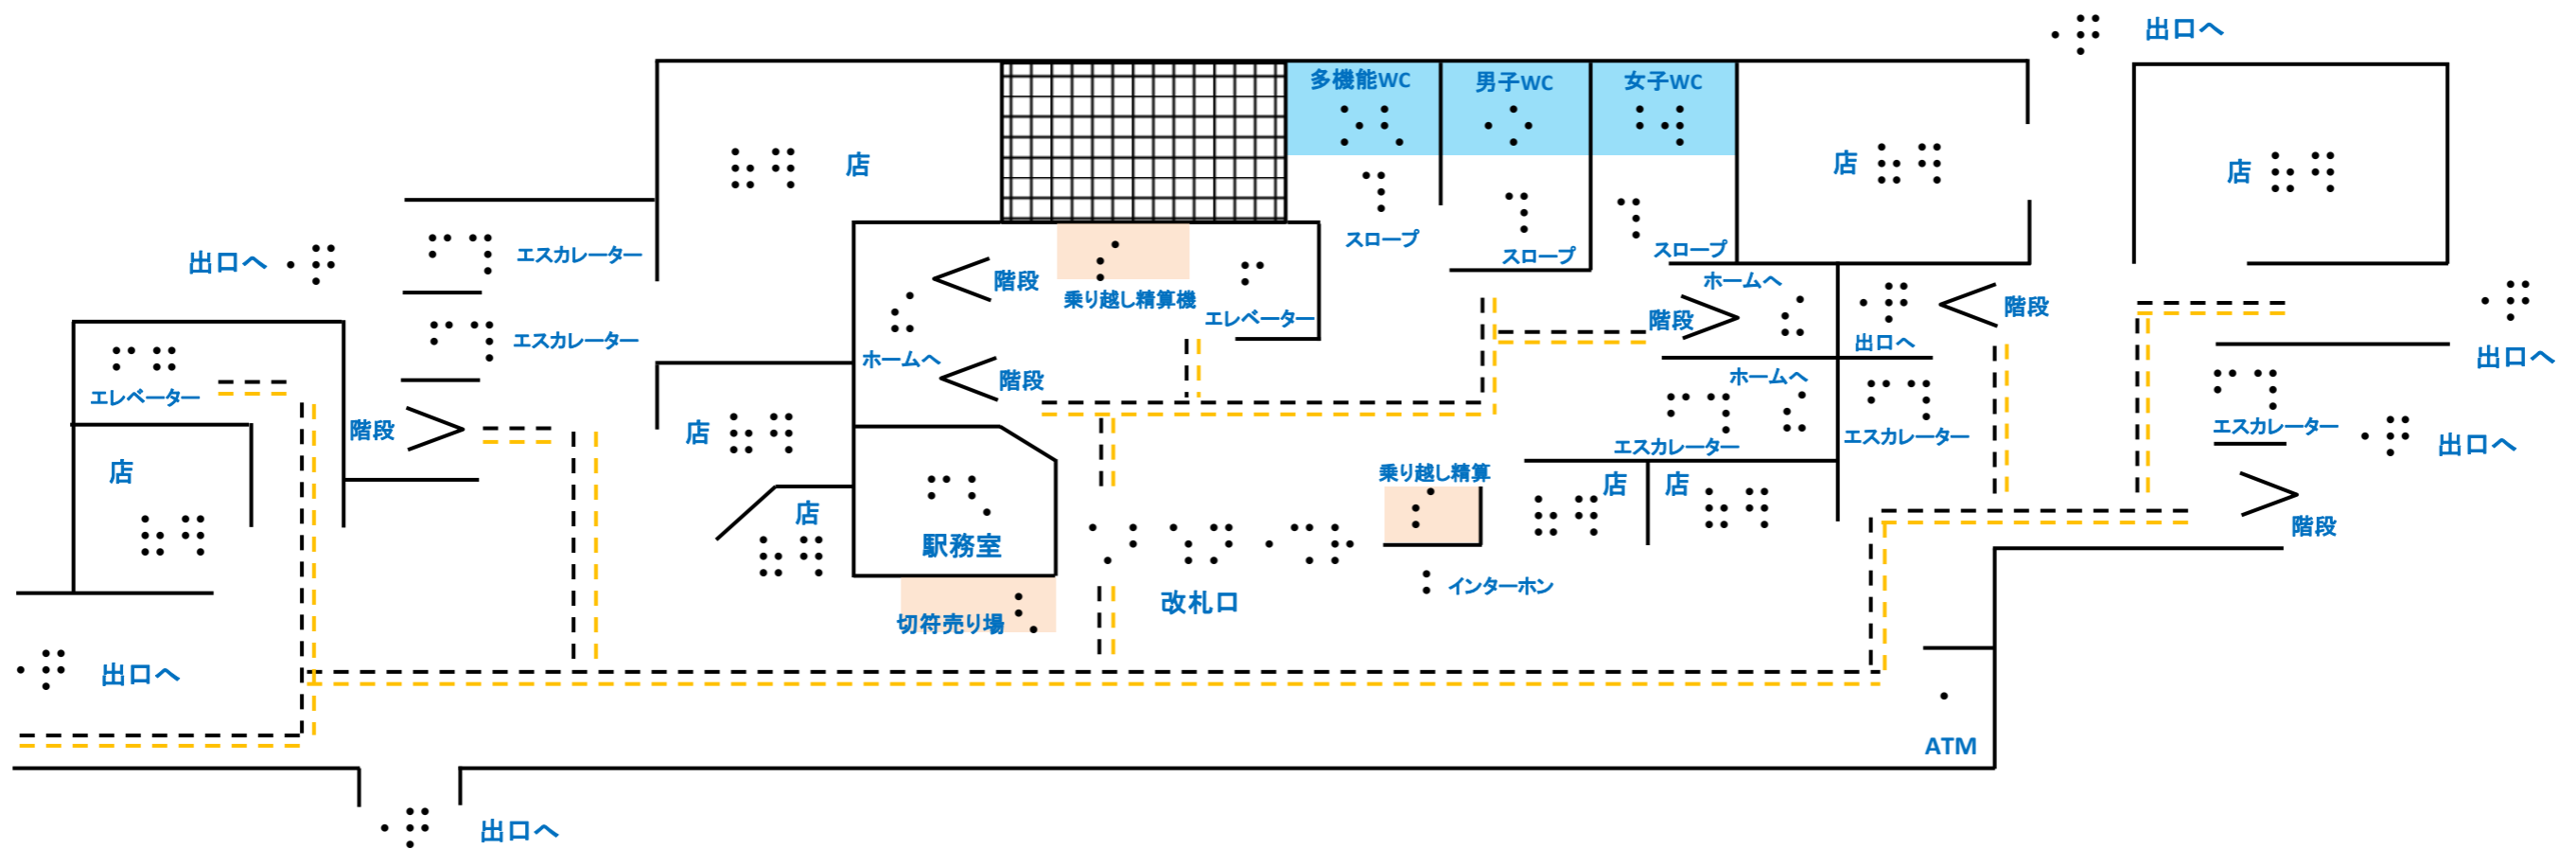 出口へ
多機能WC
男子WC
女子WC
店
店
店
出口へ
エスカレーター
スロープ
スロープ
スロープ
階段
乗り越し精算機
エレベーター
ホームへ
階段
ホームへ
階段
出口へ
階段
出口へ
エスカレーター
エレベーター
階段
店
階段
ホームへ
エスカレーター
エスカレーター
エスカレーター
出口へ
店
店
駅務室
乗り越し精算
店
店
階段
インターホン
切符売り場
改札口
出口へ
ATM
出口へ